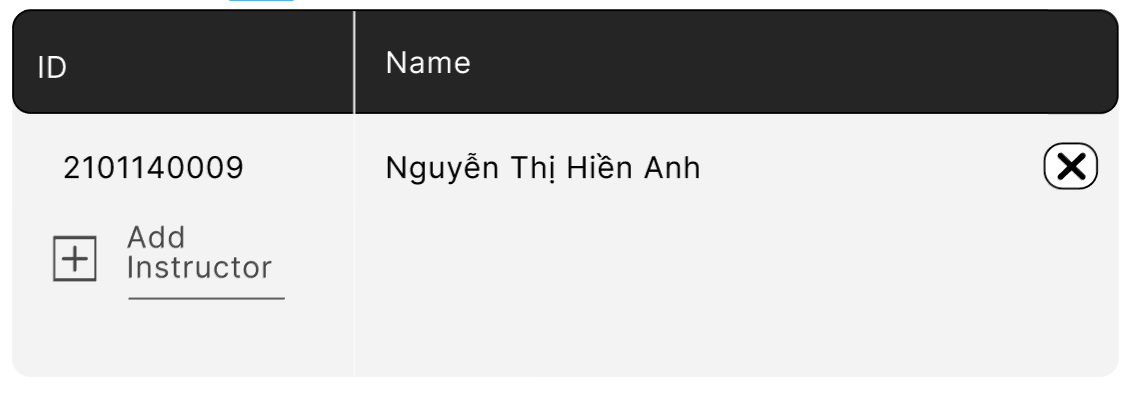 ID
Name
2101140009
Nguyễn Thị Hiền Anh
Add
Instructor